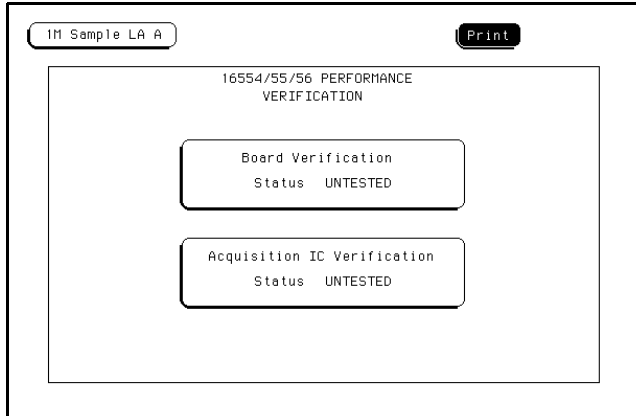 1M Sample LA A
Print
16554/55/56 PERFORMANCE
VERIFICATION
Board Verification
Status UNTESTED
Acquisition IC Verification
Status UNTESTED